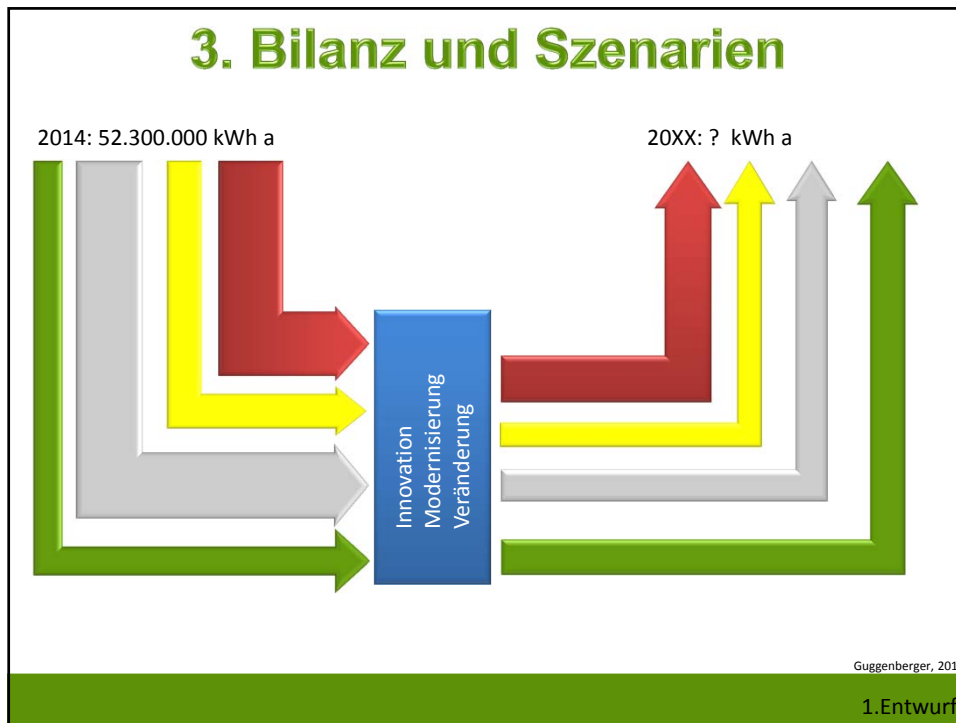 3. Bilanz und Szenarien
2014: 52.300.000 kWh a
20XX: ? kWh a
Innovation
Modernisierung
Veränderung
Guggenberger, 201
1.Entwurf